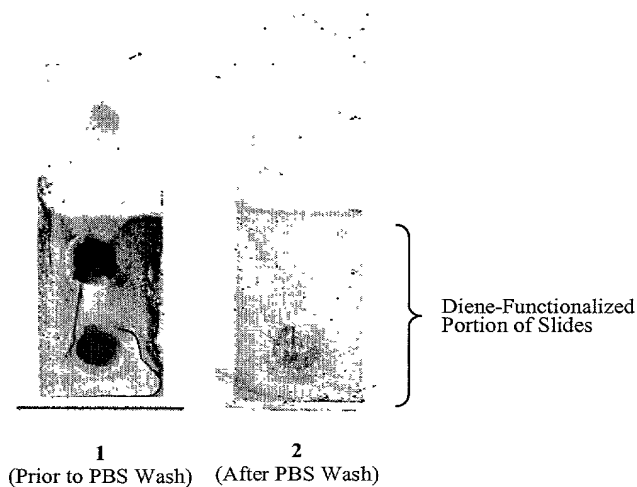 Diene-Functionalized
Portion of Slides
1
(Prior to PBS Wash)
2
(After PBS Wash)